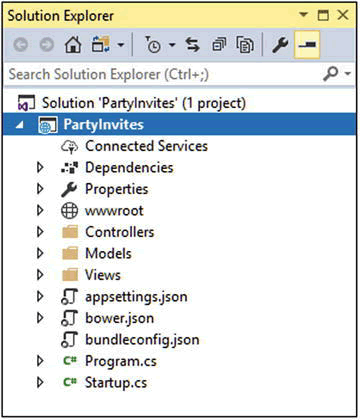 Solution Explorer
Search Solution Explorer (Ctrl+;)
Solution 'PartyInvites' (1 project)
PartyInvites
Connected Services
Dependencies
Properties
wwwroot
Controllers
Models
Views
appsettings.json
bower.json
bundleconfig.json
C# Program.cs
C# Startup.cs